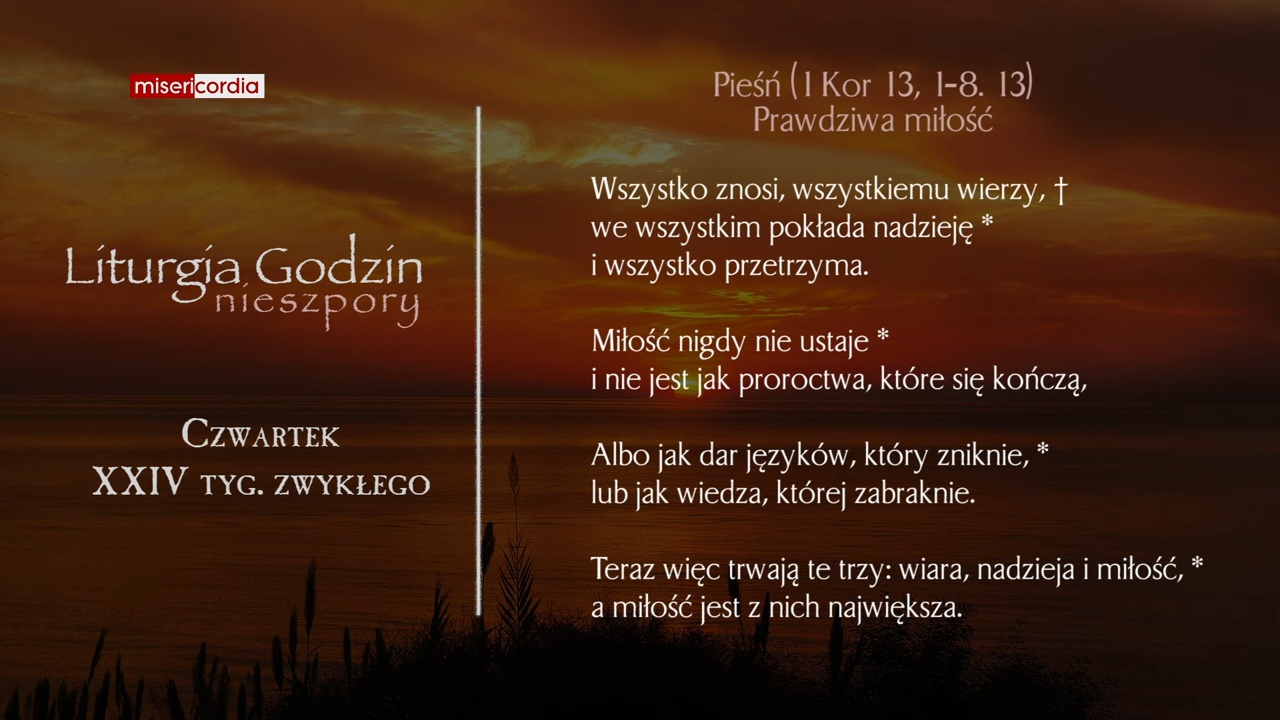 misericordia
Liturgia Godzin
nieszpory
Czwartek
XXIV tyg. zwykłego
Pieśń (1 Kor 13, 1-8. 13)
Prawdziwa miłość
Wszystko znosi, wszystkiemu wierzy, †
we wszystkim pokłada nadzieję *
i wszystko przetrzyma.
Miłość nigdy nie ustaje *
i nie jest jak proroctwa, które się kończą,
Albo jak dar języków, który zniknie, *
lub jak wiedza, której zabraknie.
Teraz więc trwają te trzy: wiara, nadzieja i miłość, *
a miłość jest z nich największa.